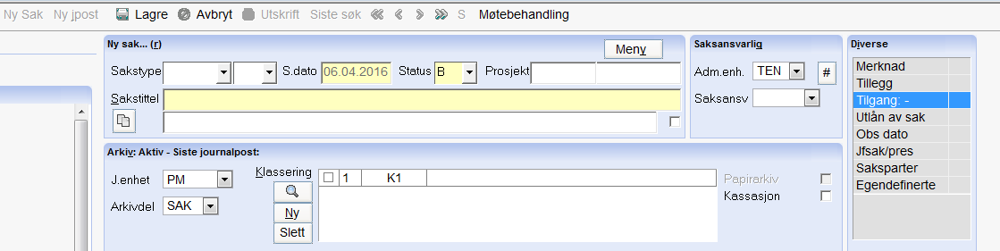 Ny Sak Ny jpost Lagre Avbryt Utskrift Siste søk S Møtebehandling
Ny sak... (r)
Meny
Sakstype S.dato 06.04.2016 Status B Prosjekt
Sakstittel
Saksansvarlig
Adm.enh. TEN #
Saksansv
Diverse
Merknad
Tillegg
Tilgang: -
Utlån av sak
Obs dato
Jfsak/pres
Saksparter
Egendefinerte
Arkiv: Aktiv - Siste journalpost:
J.enhet PM
Arkivdel SAK
Klassering
Ny
Slett
1 K1
Papirarkiv
Kassasjon